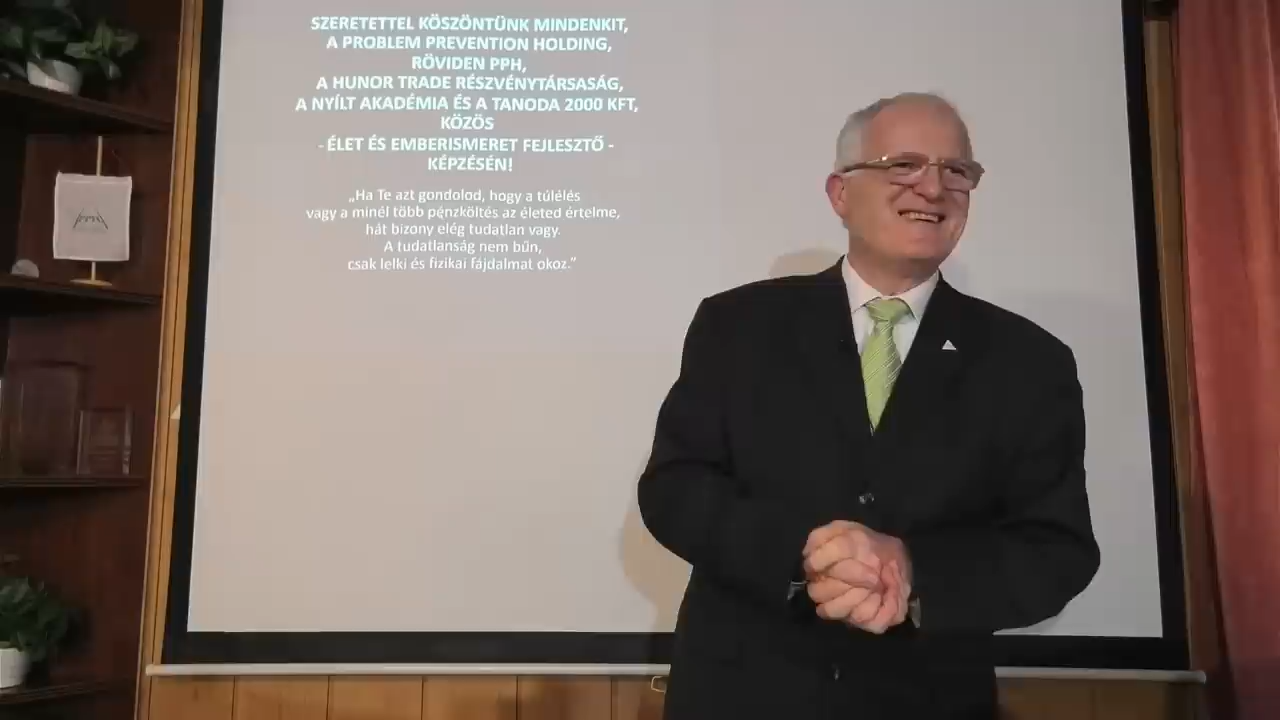 SZERETETTEL KÖSZÖNTÜNK MINDENKIT,
A PROBLEM PREVENTION HOLDING,
RÖVIDEN PPH,
A HUNOR TRADE RÉSZVÉNYTÁRSASÁG,
A NYÍLT AKADÉMIA ÉS A TANODA 2000 KFT,
KÖZÖS
- ÉLET ÉS EMBERISMERET FEJLESZTŐ -
KÉPZÉSÉN!
„Ha Te azt gondolod, hogy a túlélés
vagy a minél több pénzköltés az életed értelme,
hát bizony elég tudatlan vagy.
A tudatlanság nem bűn,
csak lelki és fizikai fájdalmat okoz.”